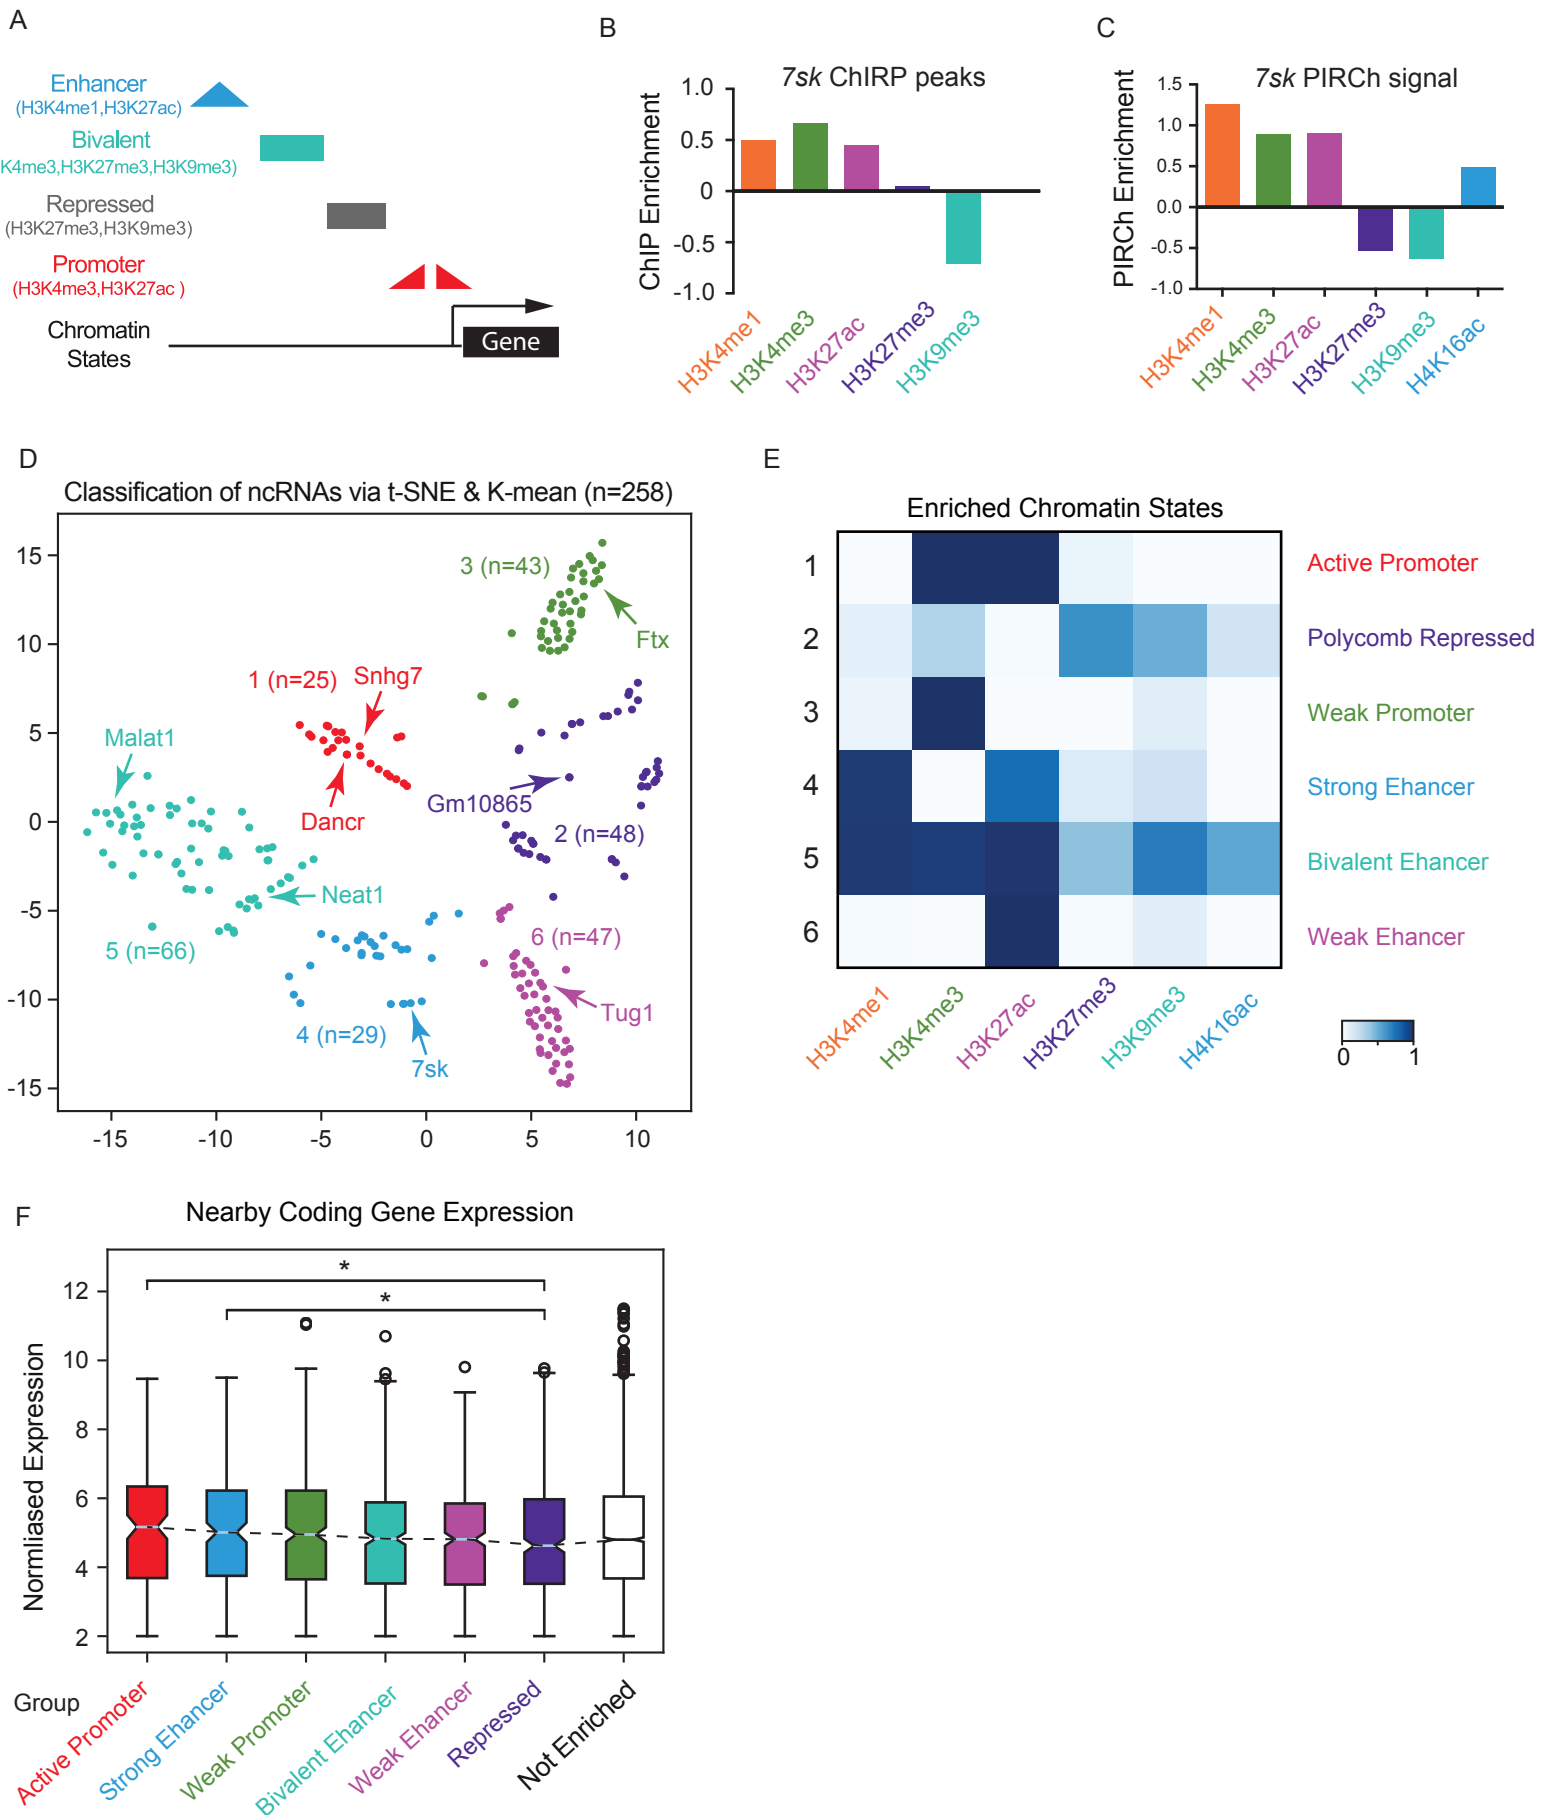 A
Enhancer
(H3K4me1,H3K27ac)
Bivalent
K4me3,H3K27me3,H3K9me3)
Repressed
(H3K27me3,H3K9me3)
Promoter
(H3K4me3,H3K27ac )
Chromatin
States
Gene
B
7sk ChIRP peaks
ChIP Enrichment
1.0
0.5
0
-0.5
-1.0
H3K4me1
H3K4me3
H3K27ac
H3K27me3
H3K9me3
C
7sk PIRCh signal
PIRCh Enrichment
1.5
1.0
0.5
0.0
-0.5
-1.0
H3K4me1
H3K4me3
H3K27ac
H3K27me3
H3K9me3
H4K16ac
D
Classification of ncRNAs via t-SNE & K-mean (n=258)
15
10
5
0
-5
-10
-15
-15
-10
-5
0
5
10
3 (n=43)
Ftx
1 (n=25)
Snhg7
Malat1
Dancr
Gm10865
2 (n=48)
Neat1
5 (n=66)
6 (n=47)
Tug1
4 (n=29)
7sk
E
Enriched Chromatin States
1
Active Promoter
2
Polycomb Repressed
3
Weak Promoter
4
Strong Ehancer
5
Bivalent Ehancer
6
Weak Ehancer
H3K4me1
H3K4me3
H3K27ac
H3K27me3
H3K9me3
H4K16ac
0
1
F
Nearby Coding Gene Expression
Normliased Expression
12
10
8
6
4
2
*
*
Group
Active Promoter
Strong Ehancer
Weak Promoter
Bivalent Ehancer
Weak Ehancer
Repressed
Not Enriched